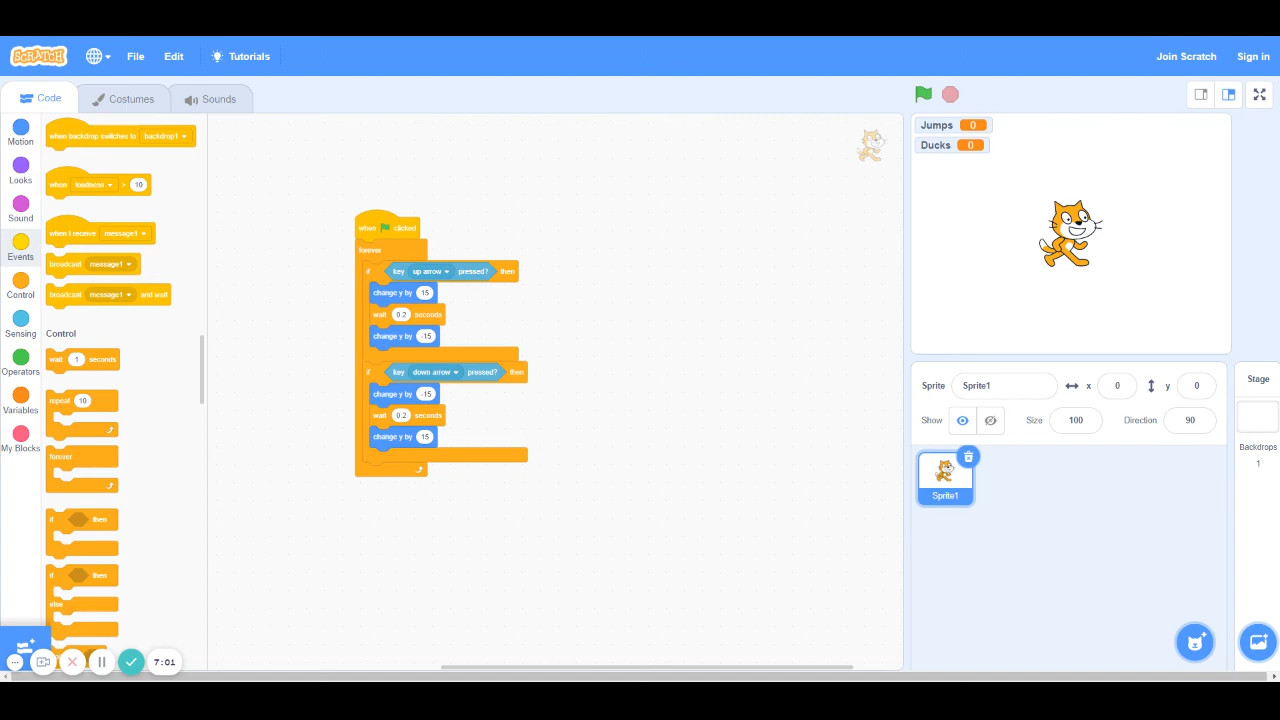 SCRATCH File Edit Tutorials Join Scratch Sign in
Code Costumes Sounds
Motion
Looks
Sound
Events
Control
Sensing
Operators
Variables
My Blocks
when backdrop switches to backdrop1
when loudness > 10
when I receive message1
broadcast message1
broadcast message1 and wait
Control
wait 1 seconds
repeat 10
forever
if then
if then
else
7:01
when clicked
forever
if key up arrow pressed? then
change y by 15
wait 0.2 seconds
change y by -15
if key down arrow pressed? then
change y by -15
wait 0.2 seconds
change y by 15
Jumps 0
Ducks 0
Sprite Sprite1 x 0 y 0
Show Size 100 Direction 90
Sprite1
Stage
Backdrops
1